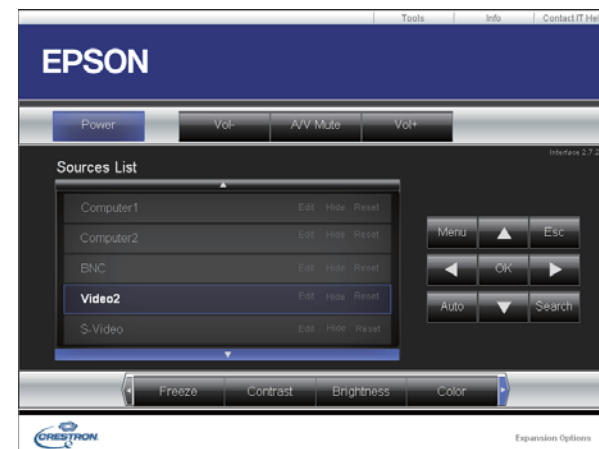 Tools Info Contact IT Hel
EPSON
Power Vol- A/V Mute Vol+
Interface 2.7.2
Sources List
Computer1 Edit Hide Reset
Computer2 Edit Hide Reset
BNC Edit Hide Reset
Video2 Edit Hide Reset
S-Video Edit Hide Reset
Menu Esc
OK
Auto Search
Freeze Contrast Brightness Color
CRESTRON Expansion Options